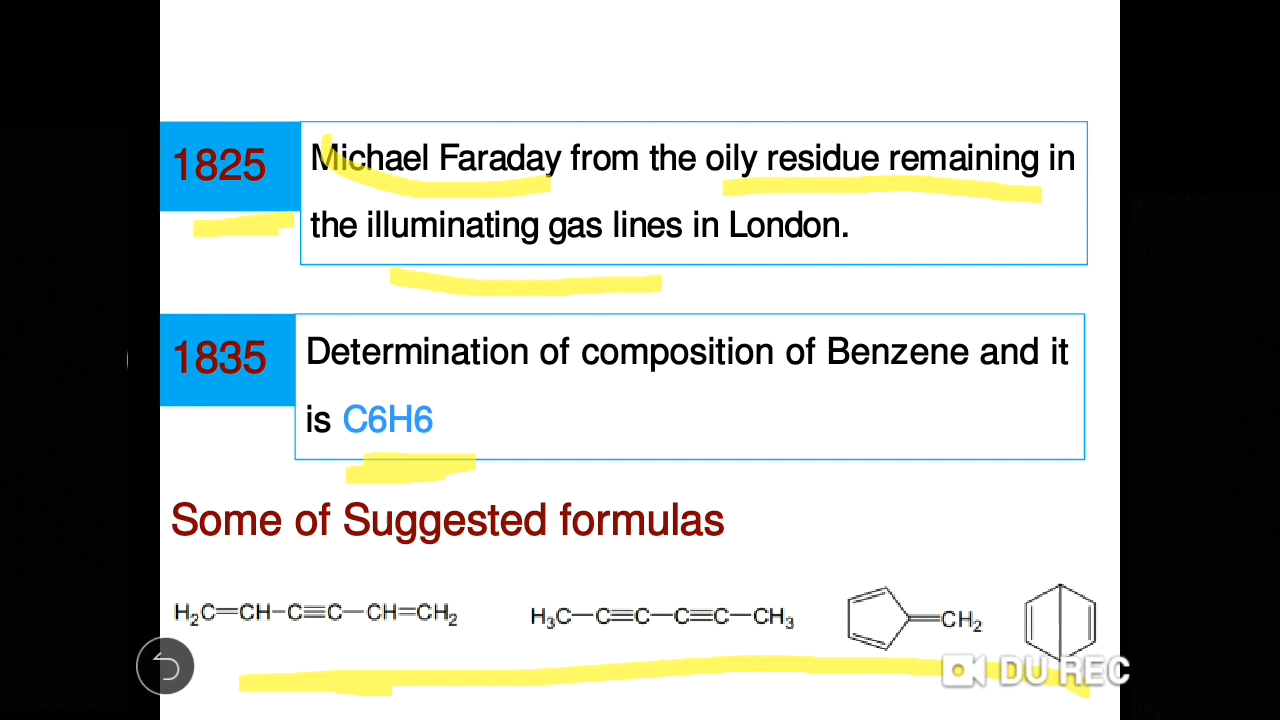 1825
Michael Faraday from the oily residue remaining in
the illuminating gas lines in London.
1835
Determination of composition of Benzene and it
is C6H6
Some of Suggested formulas
H₂C=CH−C≡C−CH=CH₂
H₃C−C≡C−C≡C−CH₃
=CH₂
DU REC